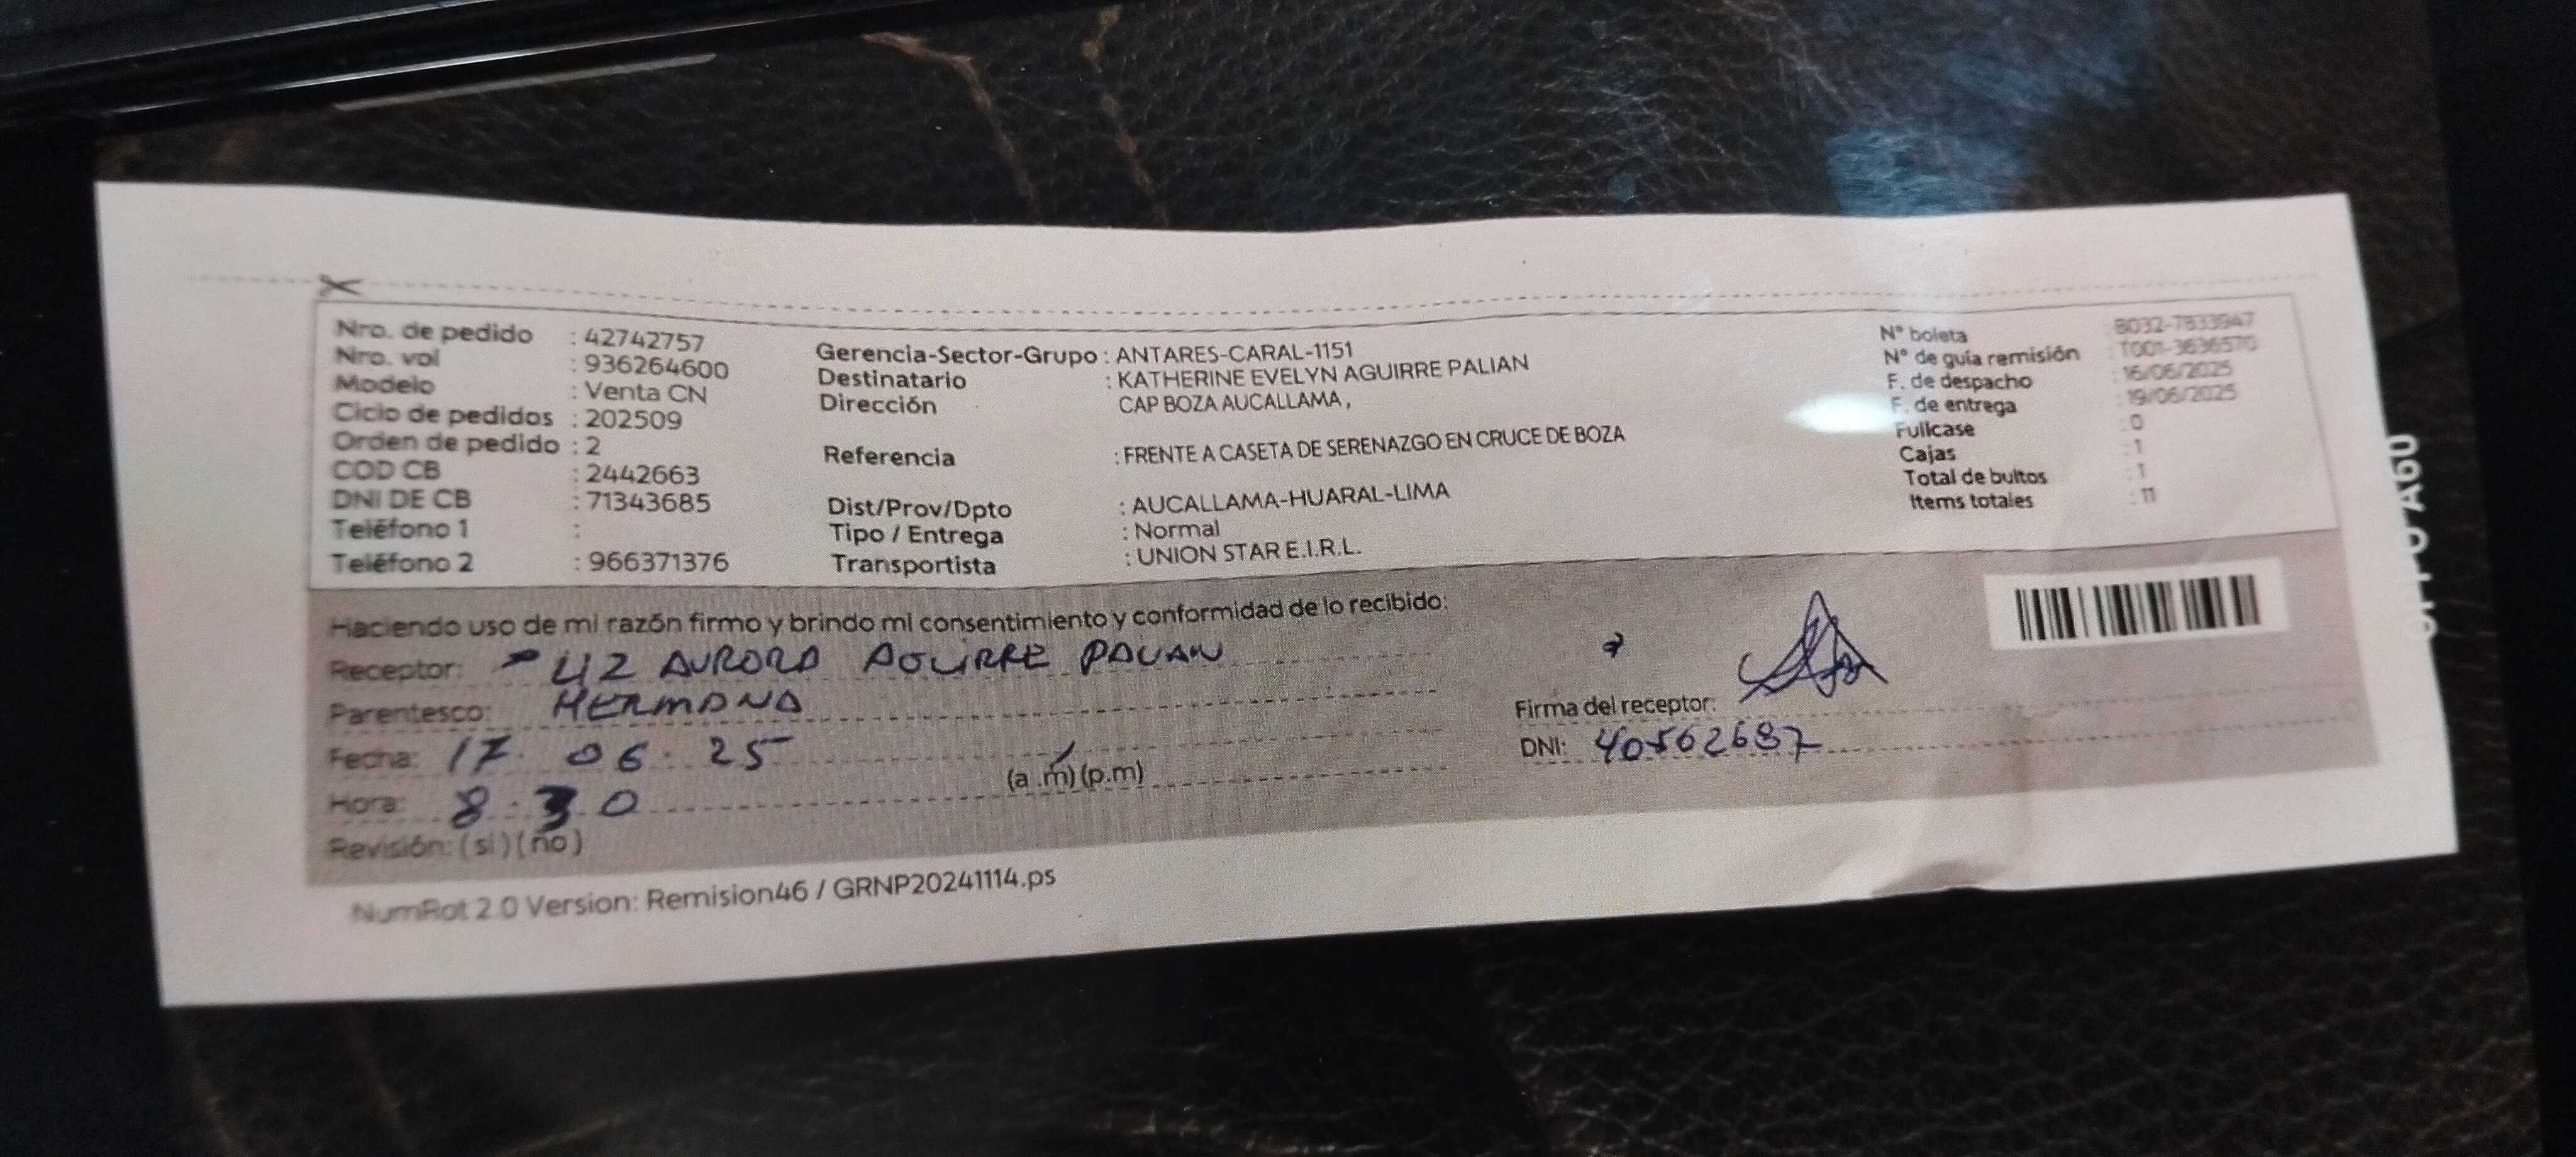 Nro. de pedido : 42742757
Nro. vol : 936264600
Modelo : Venta CN
Ciclo de pedidos : 202509
Orden de pedido : 2
COD CB : 2442663
DNI DE CB : 71343685
Teléfono 1 :
Teléfono 2 : 966371376
Gerencia-Sector-Grupo : ANTARES-CARAL-1151
Destinatario : KATHERINE EVELYN AGUIRRE PALIAN
Dirección CAP BOZA AUCALLAMA ,
Referencia : FRENTE A CASETA DE SERENAZGO EN CRUCE DE BOZA
Dist/Prov/Dpto : AUCALLAMA-HUARAL-LIMA
Tipo / Entrega : Normal
Transportista : UNION STAR E.I.R.L.
N° boleta : B032-7833947
N° de guía remisión : T001-3636570
F. de despacho : 16/06/2025
F. de entrega : 19/06/2025
Fullcase : 0
Cajas : 1
Total de bultos : 1
Items totales : 11
Haciendo uso de mi razón firmo y brindo mi consentimiento y conformidad de lo recibido:
Receptor: LIZ AURORA AGUIRRE PALIAN
Parentesco: HERMANA
Fecha: 17. 06. 25
Hora: 8:30 (a.m) (p.m)
Revisión: (si) (no)
Firma del receptor:
DNI: 40562687
NumRot 2.0 Version: Remision46 / GRNP20241114.ps